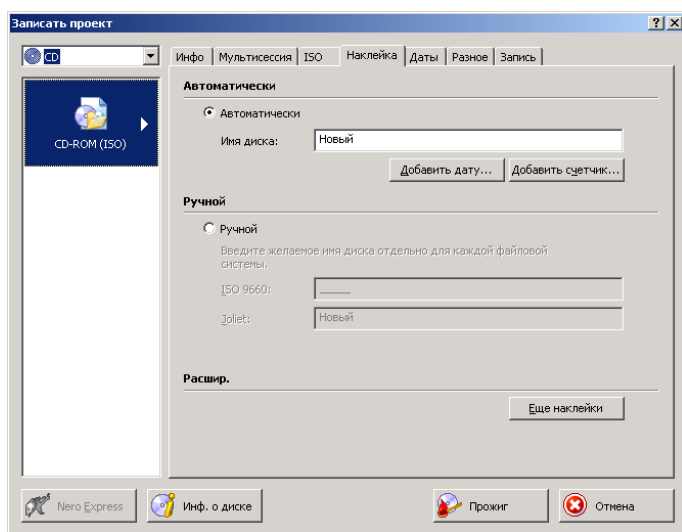 Записать проект
CD
Инфо Мультисессия ISO Наклейка Даты Разное Запись
CD-ROM (ISO)
Автоматически
Автоматически
Имя диска: Новый
Добавить дату... Добавить счетчик...
Ручной
Ручной
Введите желаемое имя диска отдельно для каждой файловой
системы.
ISO 9660: _____
Joliet: Новый
Расшир.
Еще наклейки
Nero Express Инф. о диске Прожиг Отмена